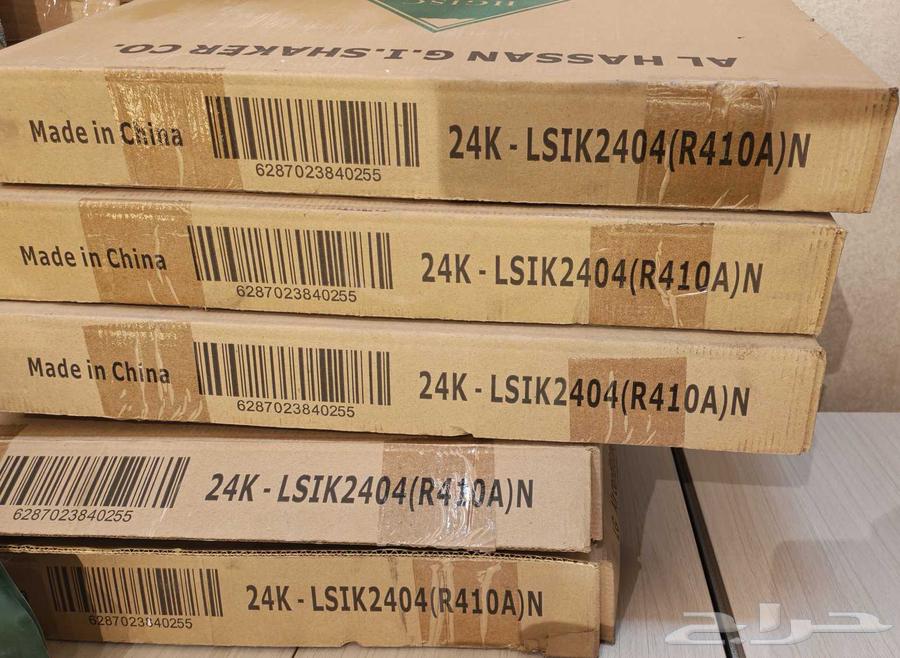 HGISC
AL HASSAN G.I.SHAKER CO.
Made in China
6287023840255
24K - LSIK2404(R410A)N
Made in China
6287023840255
24K - LSIK2404(R410A)N
Made in China
6287023840255
24K - LSIK2404(R410A)N
6287023840255
24K - LSIK2404(R410A)N
6287023840255
24K - LSIK2404(R410A)N
حراج